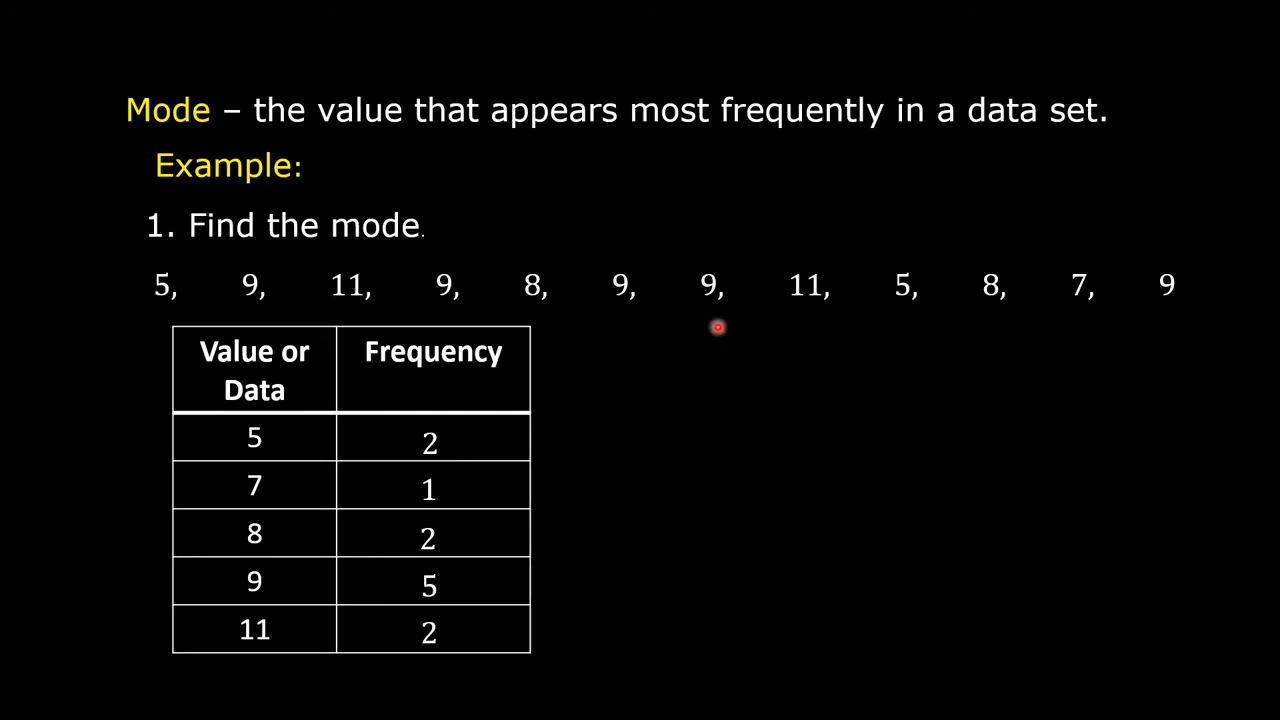 Mode – the value that appears most frequently in a data set.
Example:
1. Find the mode.
5, 9, 11, 9, 8, 9, 9, 11, 5, 8, 7, 9
Value or Data Frequency
5 2
7 1
8 2
9 5
11 2